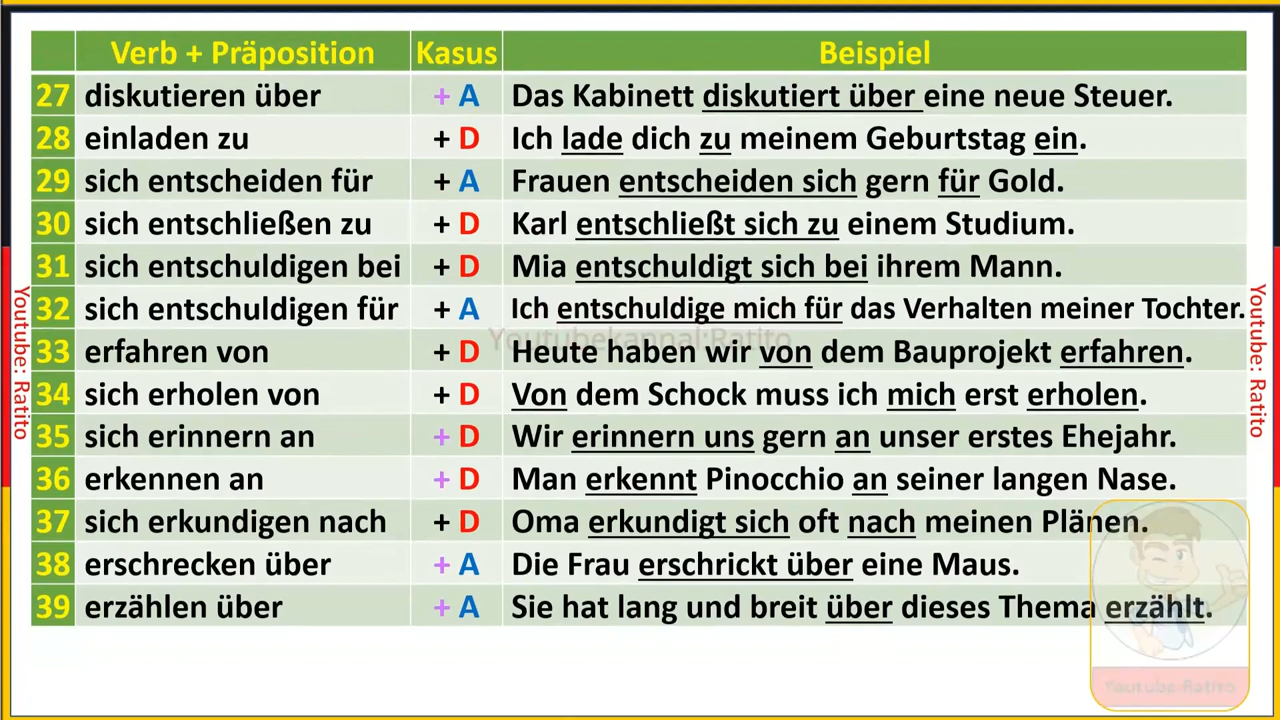 Verb + Präposition Kasus Beispiel
27 diskutieren über + A Das Kabinett diskutiert über eine neue Steuer.
28 einladen zu + D Ich lade dich zu meinem Geburtstag ein.
29 sich entscheiden für + A Frauen entscheiden sich gern für Gold.
30 sich entschließen zu + D Karl entschließt sich zu einem Studium.
31 sich entschuldigen bei + D Mia entschuldigt sich bei ihrem Mann.
32 sich entschuldigen für + A Ich entschuldige mich für das Verhalten meiner Tochter.
Youtubekannal:Ratito
33 erfahren von + D Heute haben wir von dem Bauprojekt erfahren.
34 sich erholen von + D Von dem Schock muss ich mich erst erholen.
35 sich erinnern an + D Wir erinnern uns gern an unser erstes Ehejahr.
36 erkennen an + D Man erkennt Pinocchio an seiner langen Nase.
37 sich erkundigen nach + D Oma erkundigt sich oft nach meinen Plänen.
38 erschrecken über + A Die Frau erschrickt über eine Maus.
39 erzählen über + A Sie hat lang und breit über dieses Thema erzählt.
Youtube: Ratito
Youtube: Ratito
Youtube:Ratito